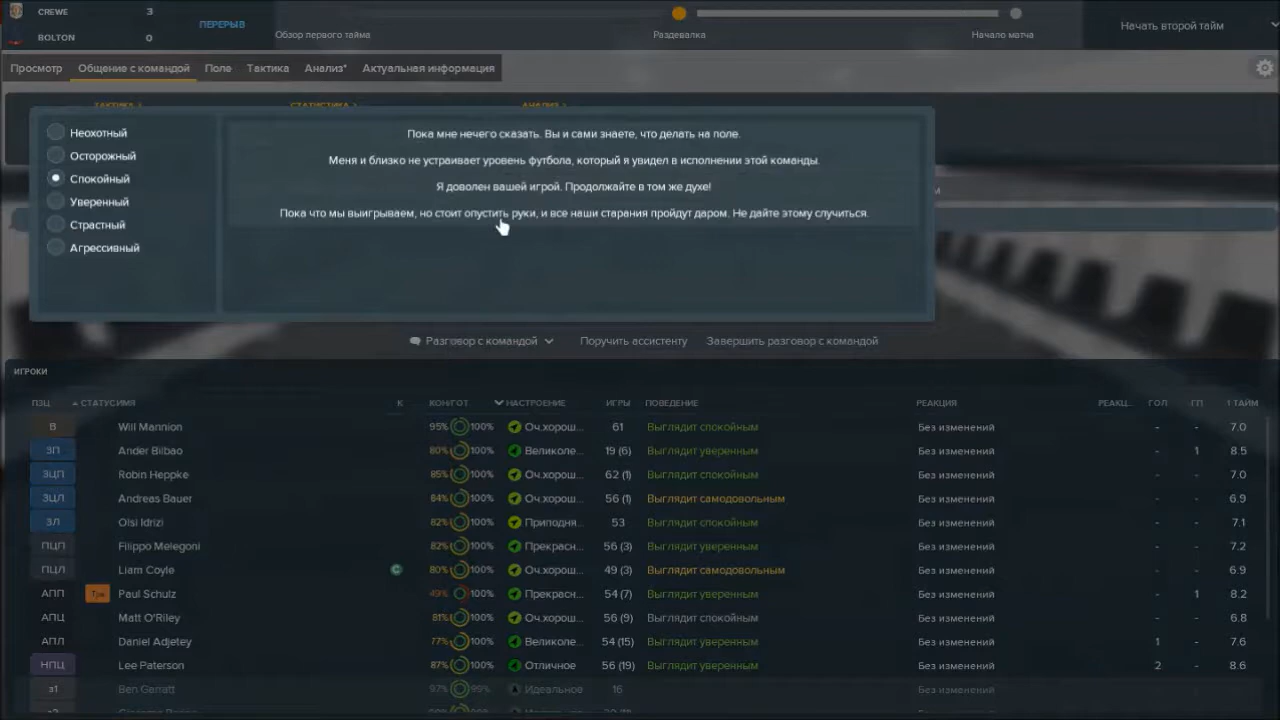 CREWE 3
BOLTON 0
ПЕРЕРЫВ
Обзор первого тайма Раздевалка Начало матча
Начать второй тайм
Просмотр Общение с командой Поле Тактика Анализ* Актуальная информация
ТАКТИКА СТАТИСТИКА АНАЛИЗ
Неохотный
Осторожный
Спокойный
Уверенный
Страстный
Агрессивный
Пока мне нечего сказать. Вы и сами знаете, что делать на поле.
Меня и близко не устраивает уровень футбола, который я увидел в исполнении этой команды.
Я доволен вашей игрой. Продолжайте в том же духе!
Пока что мы выигрываем, но стоит опустить руки, и все наши старания пройдут даром. Не дайте этому случиться.
Разговор с командой Поручить ассистенту Завершить разговор с командой
ИГРОКИ
ПЗЦ СТАТУС ИМЯ К КОН/ГОТ НАСТРОЕНИЕ ИГРЫ ПОВЕДЕНИЕ РЕАКЦИЯ РЕАКЦ... ГОЛ ГП 1 ТАЙМ
В Will Mannion 95% 100% Оч.хорош... 61 Выглядит спокойным Без изменений - - 7.0
ЗП Ander Bilbao 80% 100% Великоле... 19 (6) Выглядит уверенным Без изменений - 1 8.5
ЗЦП Robin Heppke 85% 100% Оч.хорош... 62 (1) Выглядит спокойным Без изменений - - 7.0
ЗЦЛ Andreas Bauer 84% 100% Оч.хорош... 56 (1) Выглядит самодовольным Без изменений - - 6.9
ЗЛ Olsi Idrizi 82% 100% Приподня... 53 Выглядит спокойным Без изменений - - 7.1
ПЦП Filippo Melegoni 82% 100% Прекрасн... 56 (3) Выглядит уверенным Без изменений - - 7.2
ПЦЛ Liam Coyle C 80% 100% Оч.хорош... 49 (3) Выглядит самодовольным Без изменений - - 6.9
АПП Трв Paul Schulz 49% 100% Прекрасн... 54 (7) Выглядит уверенным Без изменений - 1 8.2
АПЦ Matt O'Riley 81% 100% Оч.хорош... 56 (9) Выглядит спокойным Без изменений - - 6.8
АПЛ Daniel Adjetey 77% 100% Великоле... 54 (15) Выглядит уверенным Без изменений 1 - 7.6
НПЦ Lee Paterson 87% 100% Отличное 56 (19) Выглядит уверенным Без изменений 2 - 8.6
з1 Ben Garratt 97% 99% Идеальное 16